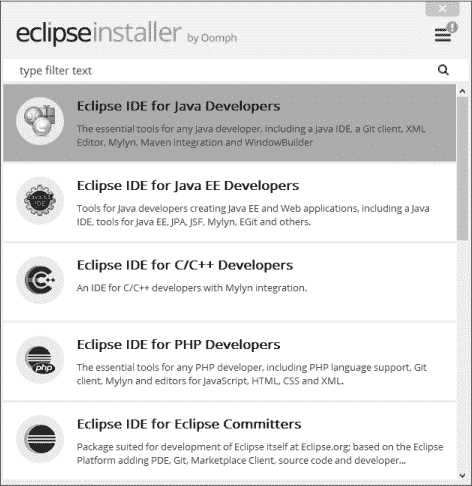 eclipseinstaller by Oomph
type filter text
Eclipse IDE for Java Developers
The essential tools for any Java developer, including a Java IDE, a Git client, XML
Editor, Mylyn, Maven integration and WindowBuilder
Java EE
IDE
Eclipse IDE for Java EE Developers
Tools for Java developers creating Java EE and Web applications, including a Java
IDE, tools for Java EE, JPA, JSF, Mylyn, EGit and others.
Eclipse IDE for C/C++ Developers
An IDE for C/C++ developers with Mylyn integration.
php
Eclipse IDE for PHP Developers
The essential tools for any PHP developer, including PHP language support, Git
client, Mylyn and editors for JavaScript, HTML, CSS and XML.
Eclipse IDE for Eclipse Committers
Package suited for development of Eclipse itself at Eclipse.org; based on the Eclipse
Platform adding PDE, Git, Marketplace Client, source code and developer...